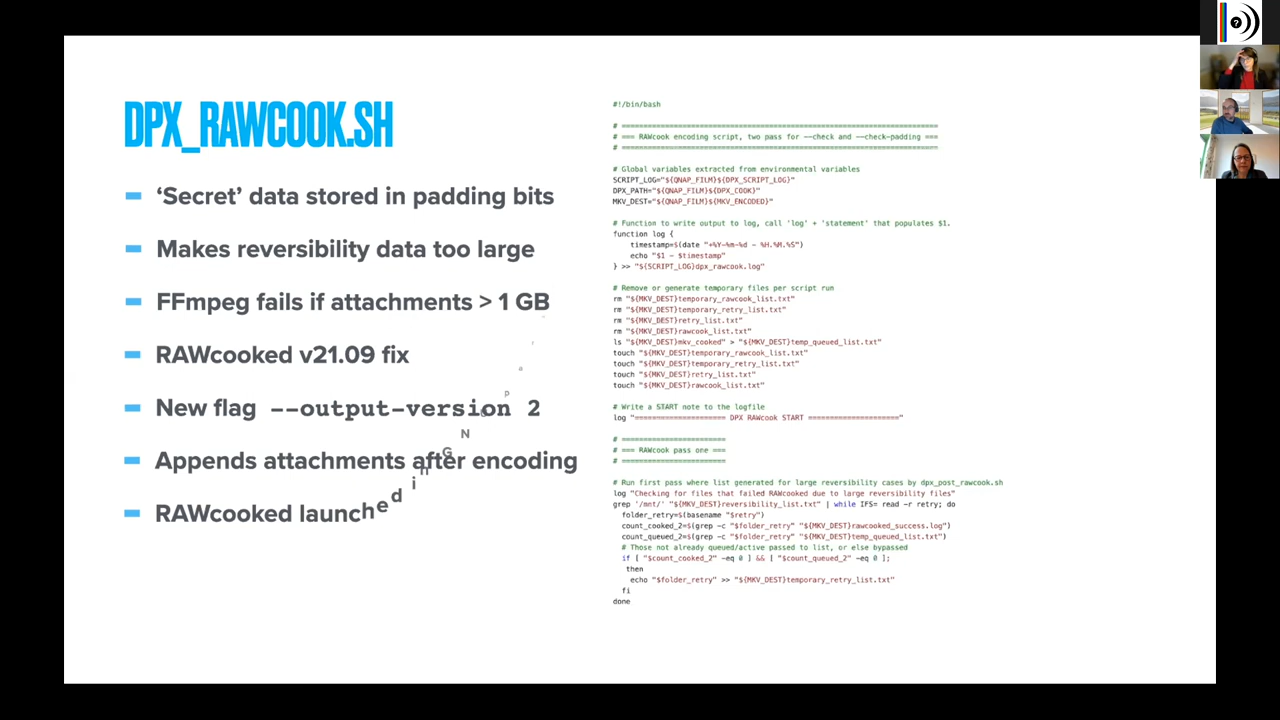 DPX_RAWCOOK.SH
‘Secret’ data stored in padding bits
Makes reversibility data too large
FFmpeg fails if attachments > 1 GB
RAWcooked v21.09 fix
New flag --output-version 2
Appends attachments after encoding
RAWcooked launched in GN
#!/bin/bash
# =======================================================================
# === RAWcook encoding script, two pass for --check and --check-padding ===
# =======================================================================
# Global variables extracted from environmental variables
SCRIPT_LOG="${QNAP_FILM}${DPX_SCRIPT_LOG}"
DPX_PATH="${QNAP_FILM}${DPX_COOK}"
MKV_DEST="${QNAP_FILM}${MKV_ENCODED}"
# Function to write output to log, call 'log' + 'statement' that populates $1.
function log {
timestamp=$(date "+%Y-%m-%d - %H.%M.%S")
echo "$1 - $timestamp"
} >> "${SCRIPT_LOG}dpx_rawcook.log"
# Remove or generate temporary files per script run
rm "${MKV_DEST}temporary_rawcook_list.txt"
rm "${MKV_DEST}temporary_retry_list.txt"
rm "${MKV_DEST}retry_list.txt"
rm "${MKV_DEST}rawcook_list.txt"
ls "${MKV_DEST}mkv_cooked" > "${MKV_DEST}temp_queued_list.txt"
touch "${MKV_DEST}temporary_rawcook_list.txt"
touch "${MKV_DEST}temporary_retry_list.txt"
touch "${MKV_DEST}retry_list.txt"
touch "${MKV_DEST}rawcook_list.txt"
# Write a START note to the logfile
log "===================== DPX RAWcook START ====================="
# ========================
# === RAWcook pass one ===
# ========================
# Run first pass where list generated for large reversibility cases by dpx_post_rawcook.sh
log "Checking for files that failed RAWcooked due to large reversibility files"
grep '/mnt/' "${MKV_DEST}reversibility_list.txt" | while IFS= read -r retry; do
folder_retry=$(basename "$retry")
count_cooked_2=$(grep -c "$folder_retry" "${MKV_DEST}rawcooked_success.log")
count_queued_2=$(grep -c "$folder_retry" "${MKV_DEST}temp_queued_list.txt")
# Those not already queued/active passed to list, or else bypassed
if [ "$count_cooked_2" -eq 0 ] && [ "$count_queued_2" -eq 0 ];
then
echo "$folder_retry" >> "${MKV_DEST}temporary_retry_list.txt"
fi
done